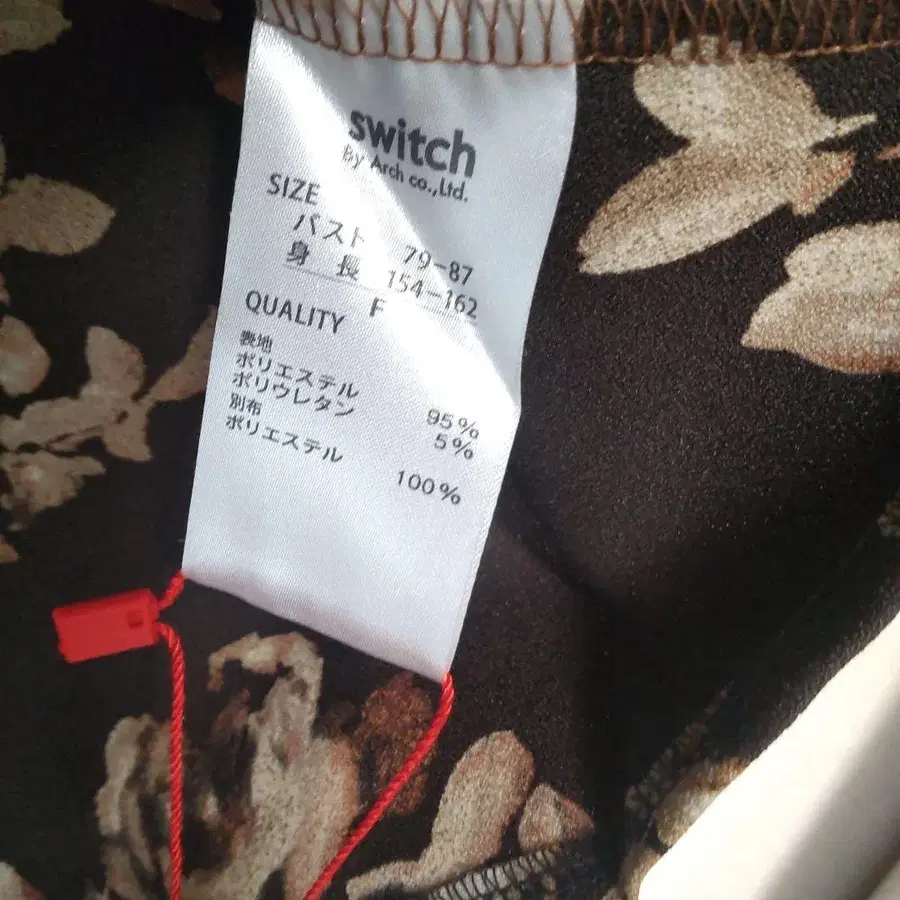 switch
By Arch co.,Ltd.
SIZE
バスト 79-87
身 長 154-162
F
QUALITY
表地
ポリエステル 95%
ポリウレタン 5%
別布
ポリエステル 100%